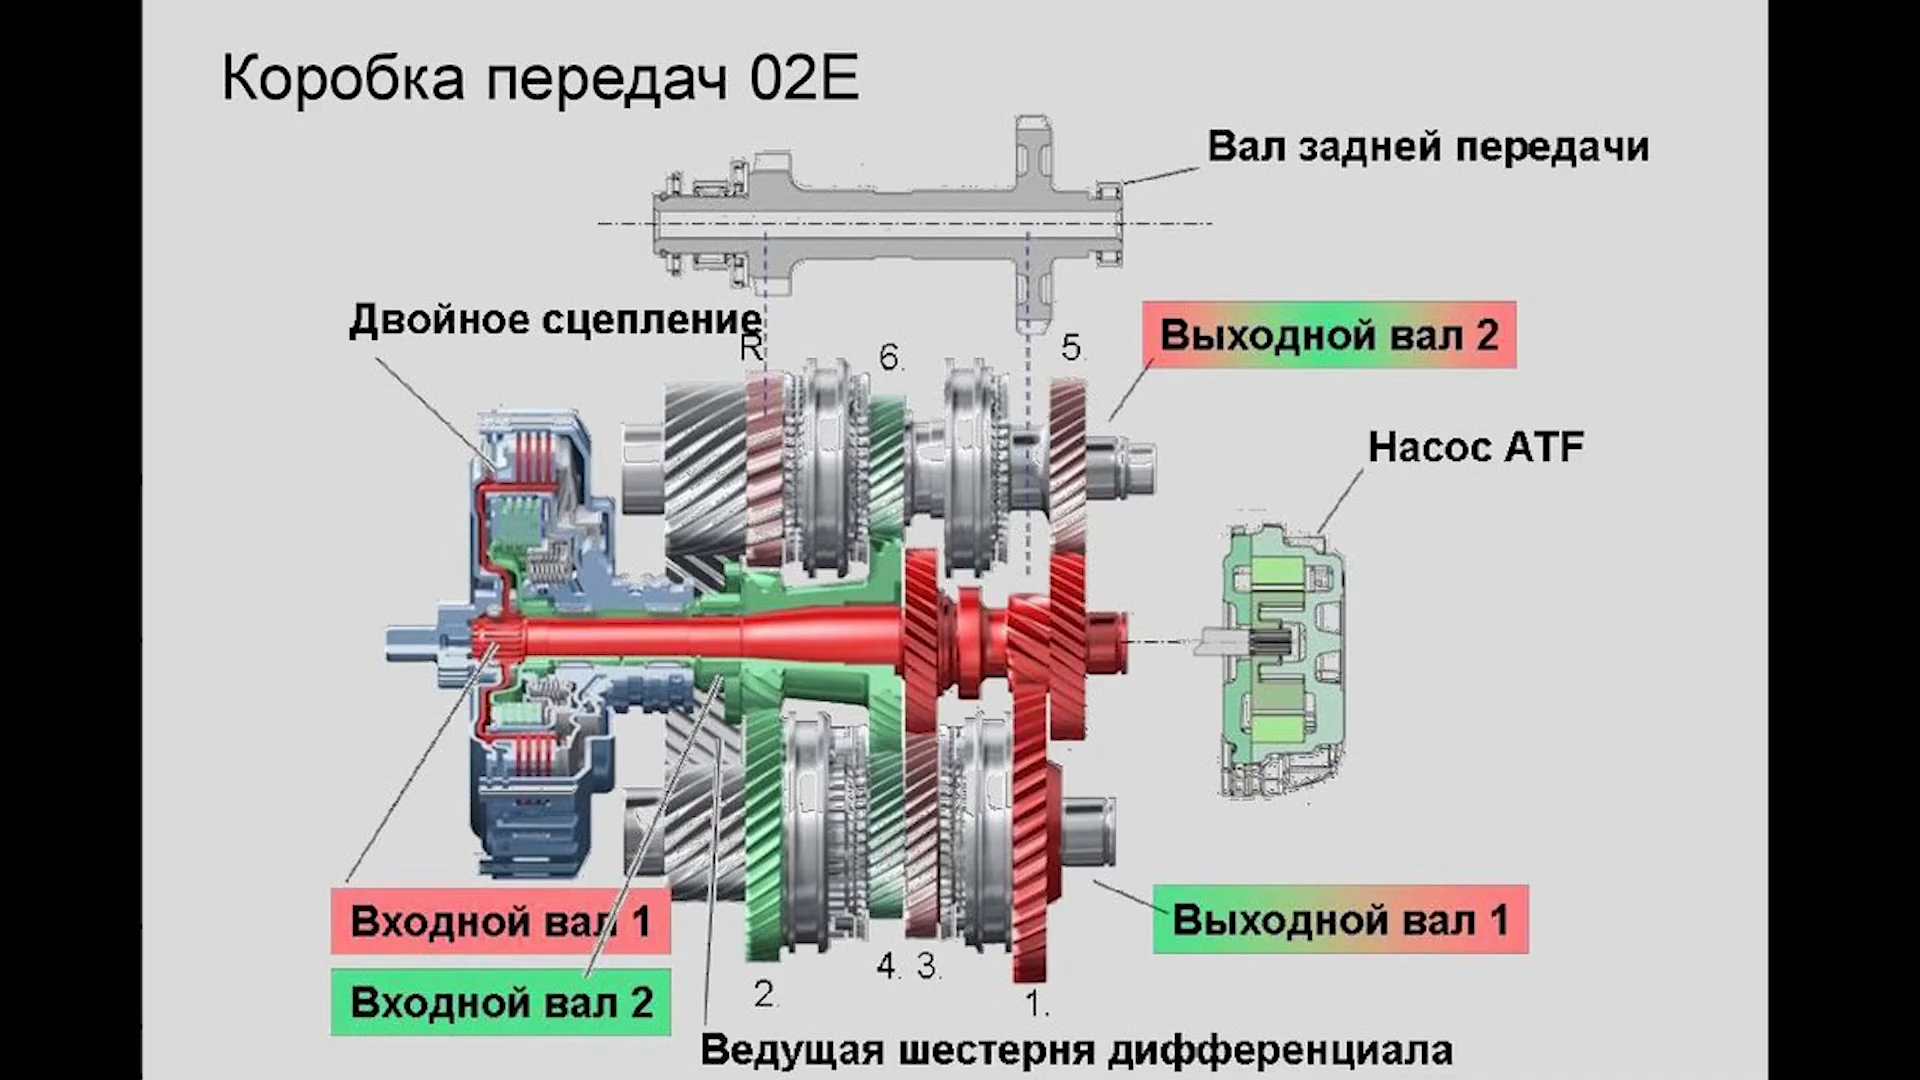 Коробка передач 02E
Вал задней передачи
Двойное сцепление
R
6.
5.
Выходной вал 2
Насос ATF
Входной вал 1
Выходной вал 1
4. 3.
2.
Входной вал 2
1.
Ведущая шестерня дифференциала